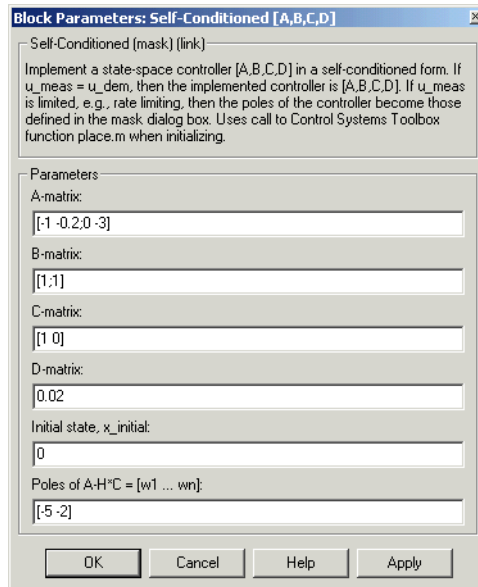 Block Parameters: Self-Conditioned [A,B,C,D]
Self-Conditioned (mask) (link)
Implement a state-space controller [A,B,C,D] in a self-conditioned form. If
u_meas = u_dem, then the implemented controller is [A,B,C,D]. If u_meas
is limited, e.g., rate limiting, then the poles of the controller become those
defined in the mask dialog box. Uses call to Control Systems Toolbox
function place.m when initializing.
Parameters
A-matrix:
[-1 -0.2;0 -3]
B-matrix:
[1;1]
C-matrix:
[1 0]
D-matrix:
0.02
Initial state, x_initial:
0
Poles of A-H*C = [w1 ... wn]:
[-5 -2]
OK Cancel Help Apply